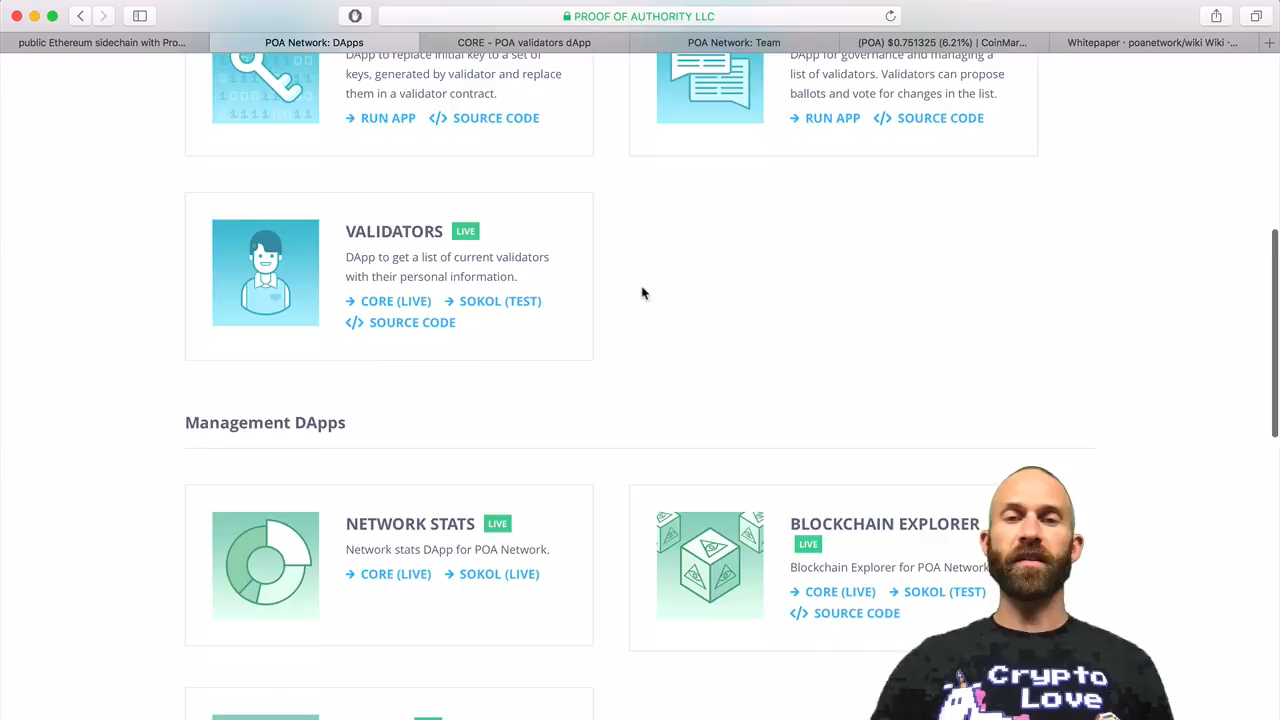 PROOF OF AUTHORITY LLC
public Ethereum sidechain with Pro...
POA Network: DApps
CORE - POA validators dApp
POA Network: Team
(POA) $0.751325 (6.21%) | CoinMar...
Whitepaper · poanetwork/wiki Wiki ·...
DApp to replace initial key to a set of
keys, generated by validator and replace
them in a validator contract.
RUN APP
SOURCE CODE
DApp for governance and managing a
list of validators. Validators can propose
ballots and vote for changes in the list.
RUN APP
SOURCE CODE
VALIDATORS LIVE
DApp to get a list of current validators
with their personal information.
CORE (LIVE) SOKOL (TEST)
SOURCE CODE
Management DApps
NETWORK STATS LIVE
Network stats DApp for POA Network.
CORE (LIVE) SOKOL (LIVE)
BLOCKCHAIN EXPLORER
LIVE
Blockchain Explorer for POA Network
CORE (LIVE) SOKOL (TEST)
SOURCE CODE
Crypto
Love